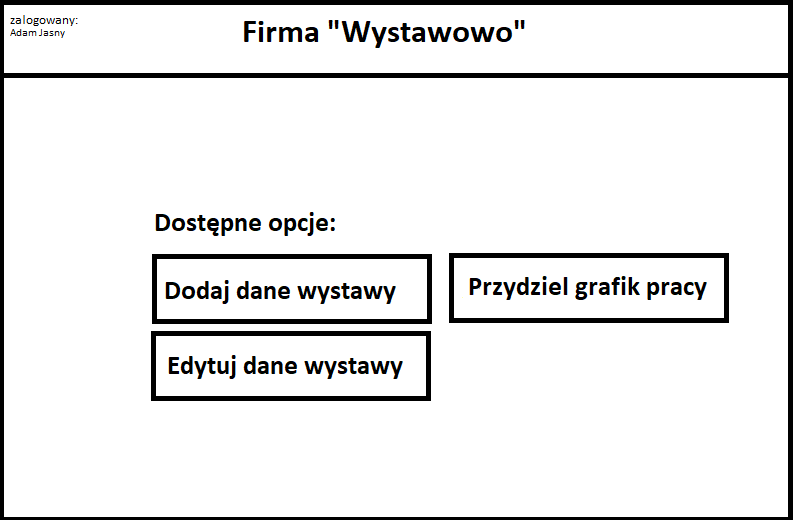 zalogowany:
Adam Jasny
Firma "Wystawowo"
Dostępne opcje:
Dodaj dane wystawy
Przydziel grafik pracy
Edytuj dane wystawy